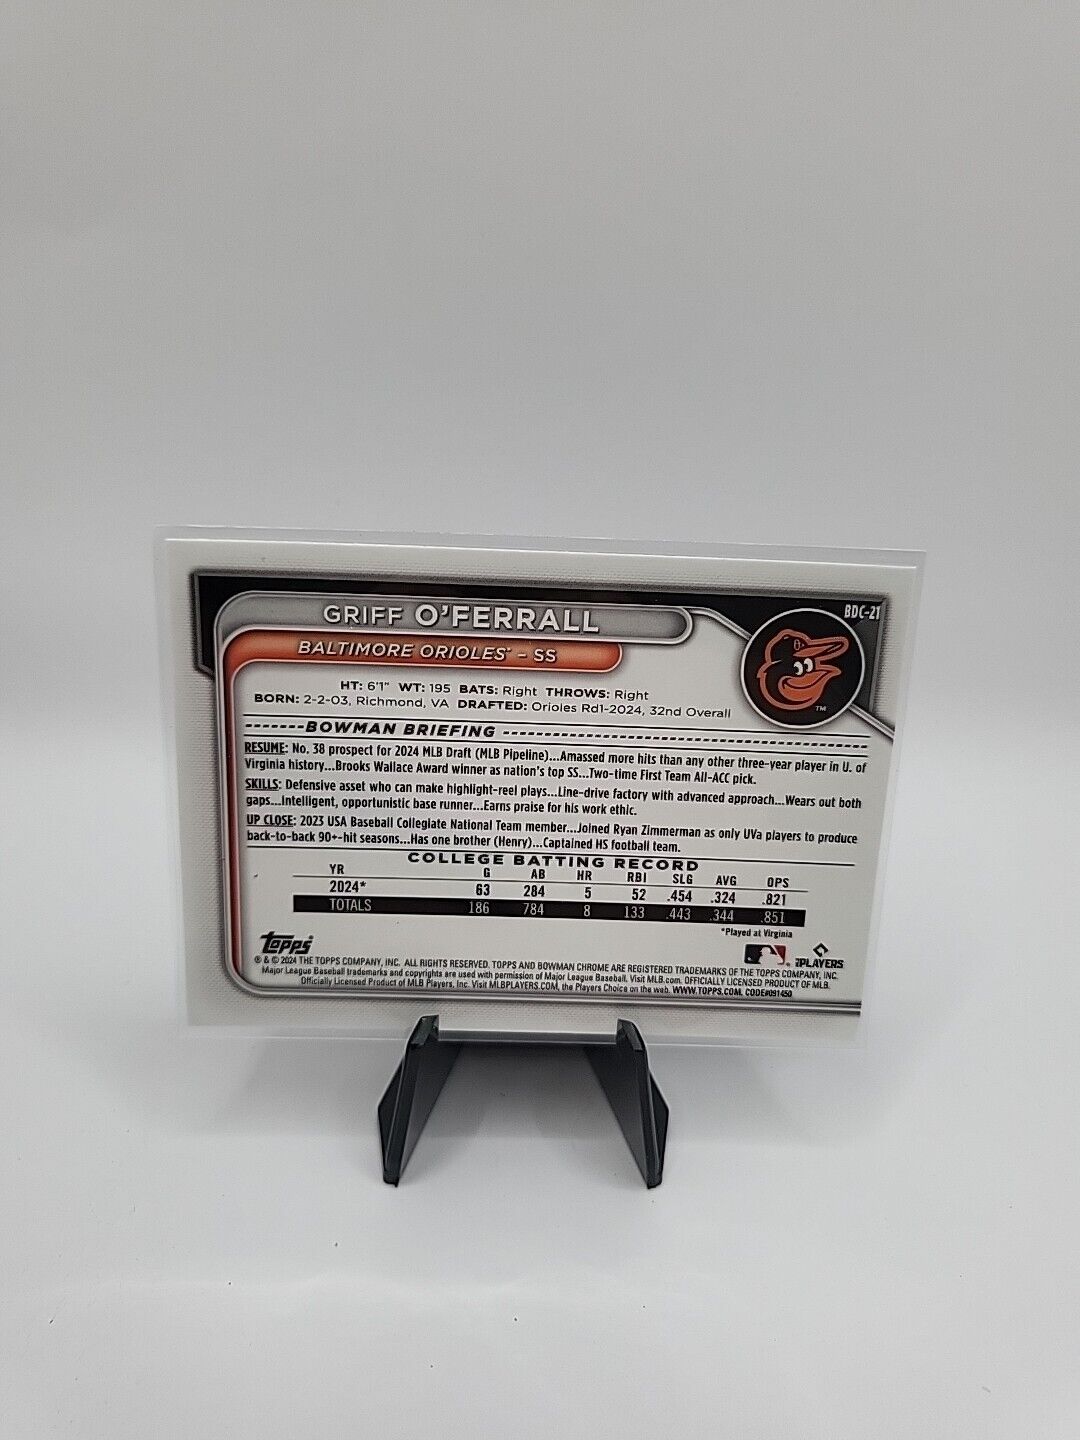 BDC-21
GRIFF O'FERRALL
BALTIMORE ORIOLES™ - SS
TM
HT: 6'1" WT: 195 BATS: Right THROWS: Right
BORN: 2-2-03, Richmond, VA DRAFTED: Orioles Rd1-2024, 32nd Overall
BOWMAN BRIEFING
RESUME: No. 38 prospect for 2024 MLB Draft (MLB Pipeline)...Amassed more hits than any other three-year player in U. of
Virginia history...Brooks Wallace Award winner as nation's top SS...Two-time First Team All-ACC pick.
SKILLS: Defensive asset who can make highlight-reel plays...Line-drive factory with advanced approach...Wears out both
gaps...Intelligent, opportunistic base runner...Earns praise for his work ethic.
UP CLOSE: 2023 USA Baseball Collegiate National Team member...Joined Ryan Zimmerman as only UVa players to produce
back-to-back 90+-hit seasons...Has one brother (Henry)...Captained HS football team.
COLLEGE BATTING RECORD
YR G AB HR RBI SLG AVG OPS
2024* 63 284 5 52 .454 .324 .821
TOTALS 186 784 8 133 .443 .344 .851
*Played at Virginia
Topps
PLAYERS
® & © 2024 THE TOPPS COMPANY, INC. ALL RIGHTS RESERVED. TOPPS AND BOWMAN CHROME ARE REGISTERED TRADEMARKS OF THE TOPPS COMPANY, INC.
Major League Baseball trademarks and copyrights are used with permission of Major League Baseball. Visit MLB.com. OFFICIALLY LICENSED PRODUCT OF MLB
Officially Licensed Product of MLB Players, Inc. Visit MLBPLAYERS.COM, the Players Choice on the web. WWW.TOPPS.COM. CODE#091450